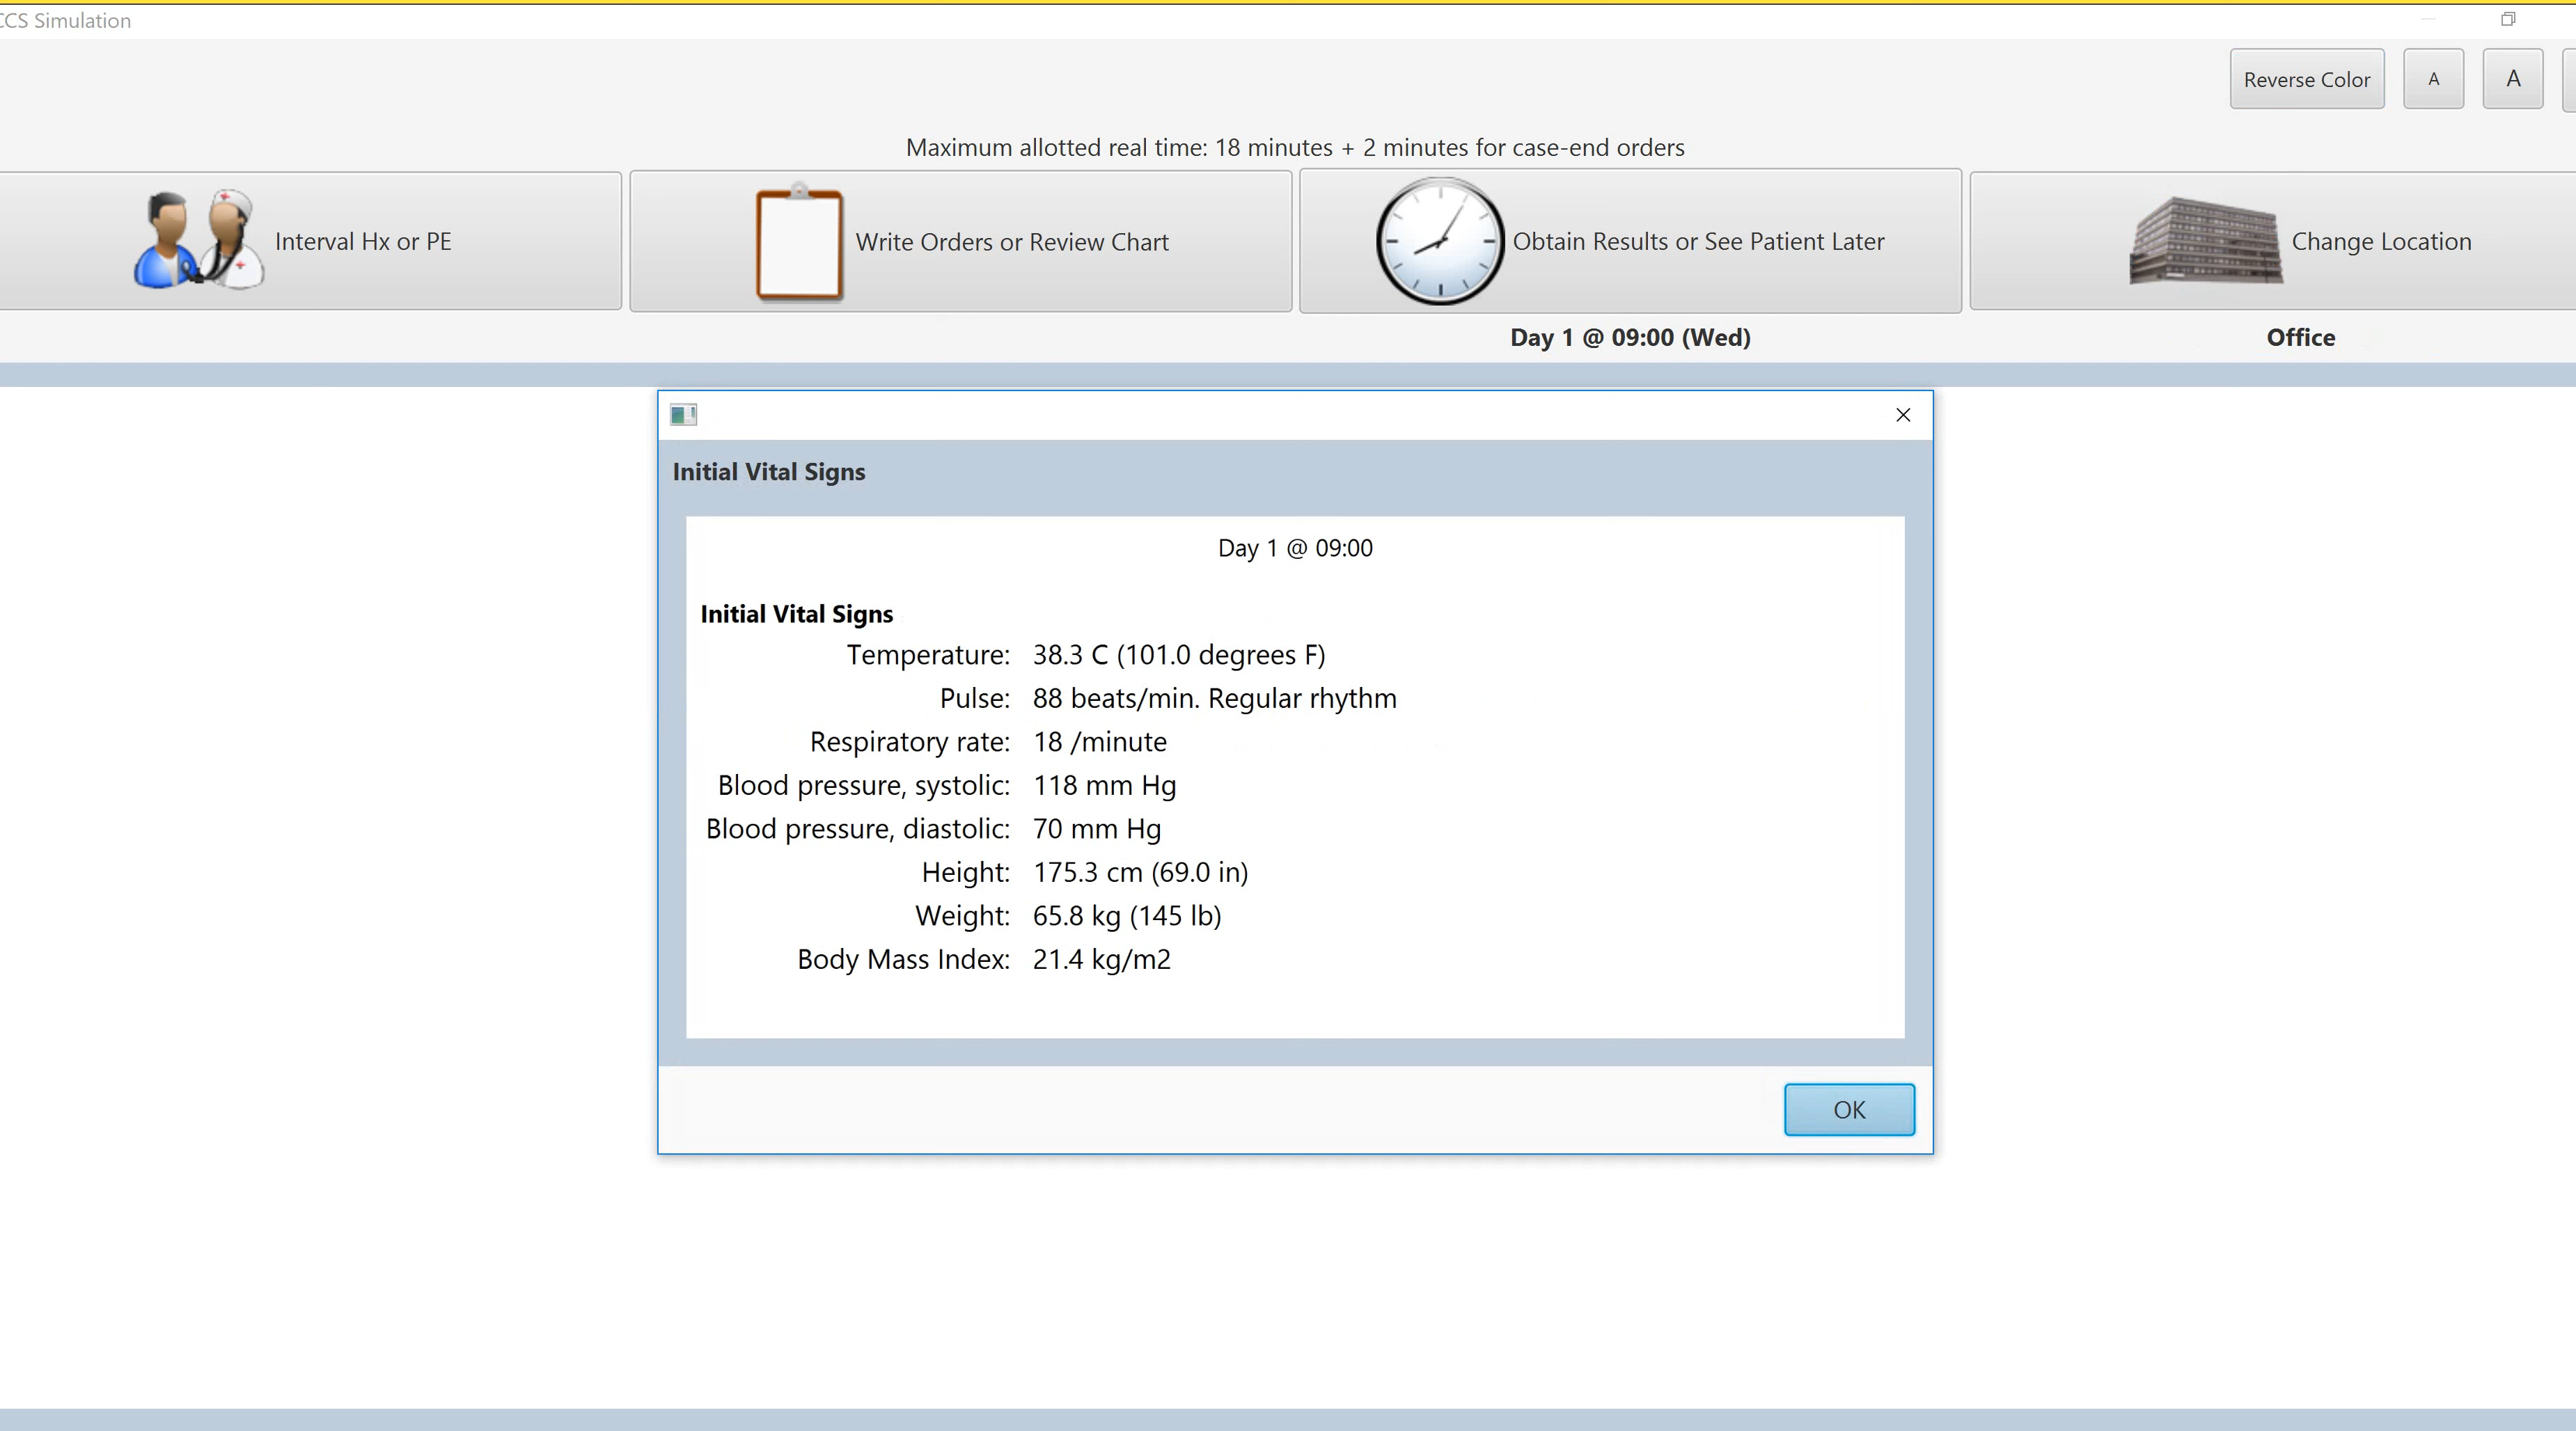 CCS Simulation
Reverse Color
A
A
Maximum allotted real time: 18 minutes + 2 minutes for case-end orders
Interval Hx or PE
Write Orders or Review Chart
Obtain Results or See Patient Later
Change Location
Day 1 @ 09:00 (Wed)
Office
Initial Vital Signs
Day 1 @ 09:00
Initial Vital Signs
Temperature: 38.3 C (101.0 degrees F)
Pulse: 88 beats/min. Regular rhythm
Respiratory rate: 18 /minute
Blood pressure, systolic: 118 mm Hg
Blood pressure, diastolic: 70 mm Hg
Height: 175.3 cm (69.0 in)
Weight: 65.8 kg (145 lb)
Body Mass Index: 21.4 kg/m2
OK